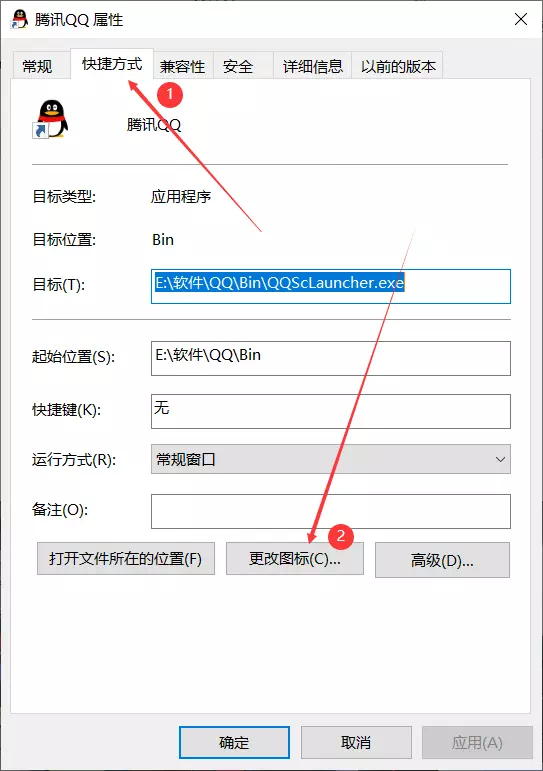 腾讯QQ 属性
常规 快捷方式 兼容性 安全 详细信息 以前的版本
1
腾讯QQ
目标类型: 应用程序
目标位置: Bin
目标(T): E:\软件\QQ\Bin\QQScLauncher.exe
起始位置(S): E:\软件\QQ\Bin
快捷键(K): 无
运行方式(R): 常规窗口
备注(O):
2
打开文件所在的位置(F) 更改图标(C)... 高级(D)...
确定 取消 应用(A)